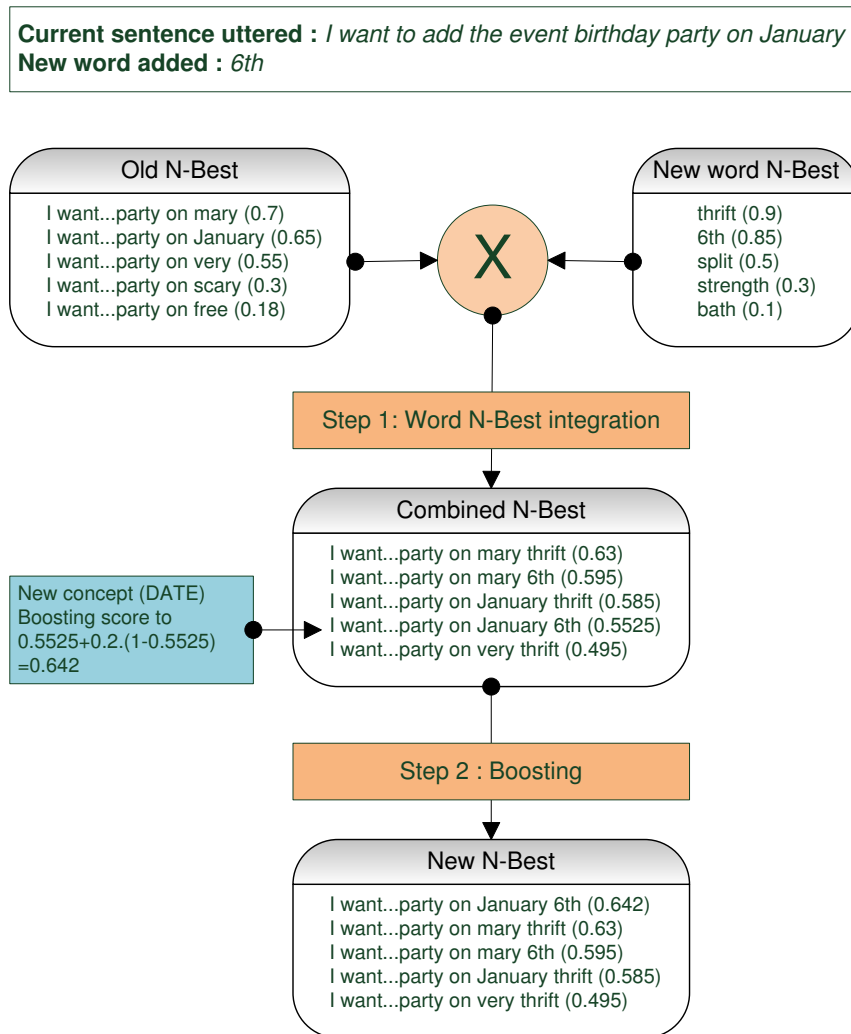 Current sentence uttered : I want to add the event birthday party on January
New word added : 6th
Old N-Best
I want...party on mary (0.7)
I want...party on January (0.65)
I want...party on very (0.55)
I want...party on scary (0.3)
I want...party on free (0.18)
X
New word N-Best
thrift (0.9)
6th (0.85)
split (0.5)
strength (0.3)
bath (0.1)
Step 1: Word N-Best integration
Combined N-Best
I want...party on mary thrift (0.63)
I want...party on mary 6th (0.595)
I want...party on January thrift (0.585)
I want...party on January 6th (0.5525)
I want...party on very thrift (0.495)
New concept (DATE)
Boosting score to
0.5525+0.2.(1-0.5525)
=0.642
Step 2 : Boosting
New N-Best
I want...party on January 6th (0.642)
I want...party on mary thrift (0.63)
I want...party on mary 6th (0.595)
I want...party on January thrift (0.585)
I want...party on very thrift (0.495)